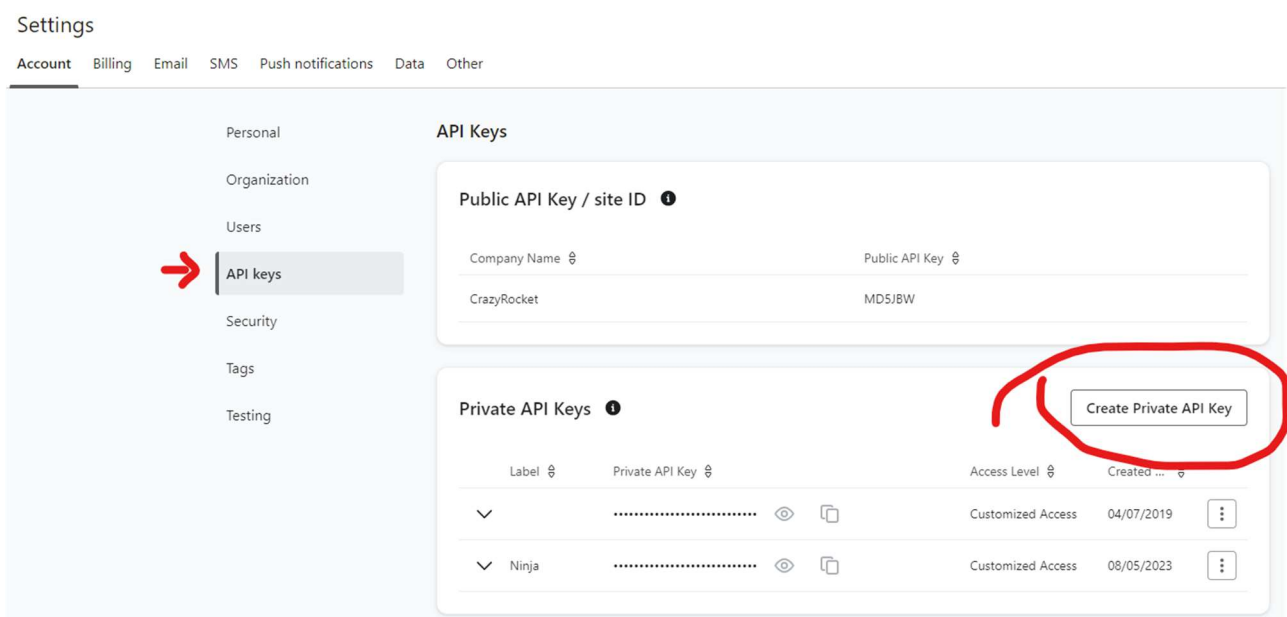 Settings
Account Billing Email SMS Push notifications Data Other
Personal
Organization
Users
API keys
Security
Tags
Testing
API Keys
Public API Key / site ID
Company Name Public API Key
CrazyRocket MD5JBW
Private API Keys Create Private API Key
Label Private API Key Access Level Created ...
Customized Access 04/07/2019
Ninja Customized Access 08/05/2023